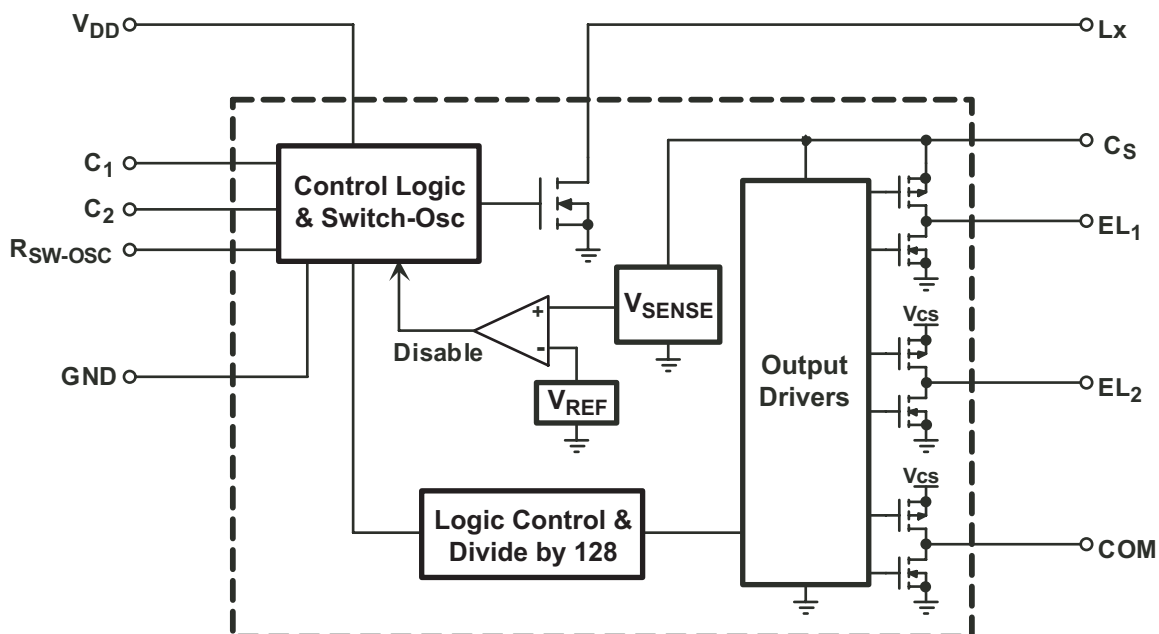 VDD
Lx
C1
C2
RSW-OSC
GND
Control Logic
& Switch-Osc
CS
EL1
VSENSE
+
-
Disable
VREF
Output
Drivers
Vcs
EL2
Logic Control &
Divide by 128
Vcs
COM